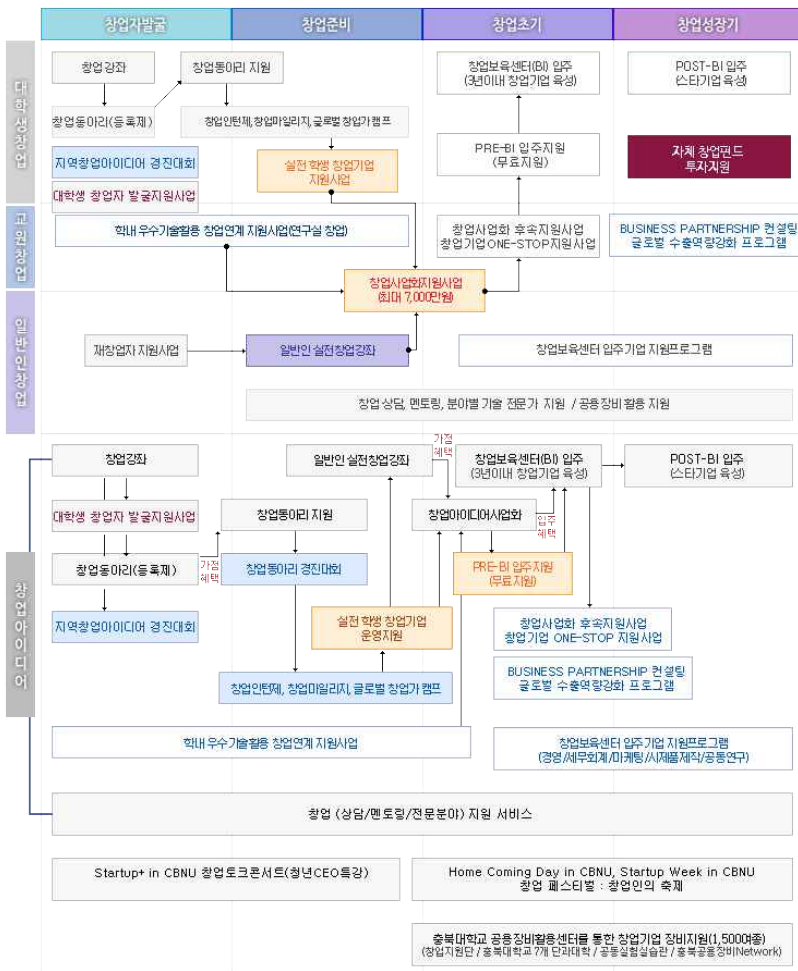 창업자발굴
창업준비
창업초기
창업성장기
대학생창업
창업강좌
창업동아리 지원
창업보육센터(BI) 입주
(3년이내 창업기업 육성)
POST-BI 입주
(스타기업 육성)
창업동아리(등록제)
창업인턴제,창업마일리지,글로벌 창업가 캠프
지역창업아이디어 경진대회
실전 학생 창업기업
지원사업
PRE-BI 입주지원
(무료지원)
자체 창업펀드
투자지원
대학생 창업자 발굴지원사업
교원창업
학내 우수기술활용 창업연계 지원사업(연구실 창업)
창업사업화 후속지원사업
창업기업ONE-STOP지원사업
BUSINESS PARTNERSHIP 컨설팅
글로벌 수출역량강화 프로그램
창업사업화지원사업
(최대 7,000만원)
일반인창업
재창업자 지원사업
일반인 실전창업강좌
창업보육센터 입주기업 지원프로그램
창업 상담, 멘토링, 분야별 기술 전문가 지원 / 공용장비 활용 지원
창업아이디어
창업강좌
일반인 실전창업강좌
가점
혜택
창업보육센터(BI) 입주
(3년이내 창업기업 육성)
POST-BI 입주
(스타기업 육성)
대학생 창업자 발굴지원사업
창업동아리 지원
창업아이디어사업화
입주
혜택
창업동아리(등록제)
가점
혜택
창업동아리 경진대회
PRE-BI 입주지원
(무료지원)
지역창업아이디어 경진대회
실전 학생 창업기업
운영지원
창업사업화 후속지원사업
창업기업 ONE-STOP 지원사업
창업인턴제, 창업마일리지, 글로벌 창업가 캠프
BUSINESS PARTNERSHIP 컨설팅
글로벌 수출역량강화 프로그램
학내 우수기술활용 창업연계 지원사업
창업보육센터 입주기업 지원프로그램
(경영/세무회계/마케팅/시제품제작/공동연구)
창업 (상담/멘토링/전문분야) 지원 서비스
Startup+ in CBNU 창업토크콘서트(청년CEO특강)
Home Coming Day in CBNU, Startup Week in CBNU
창업 페스티벌 : 창업인의 축제
충북대학교 공용장비활용센터를 통한 창업기업 장비지원(1,500여종)
(창업지원단 / 충북대학교 7개 단과대학 / 공동실험실습관 / 충북공용장비Network)